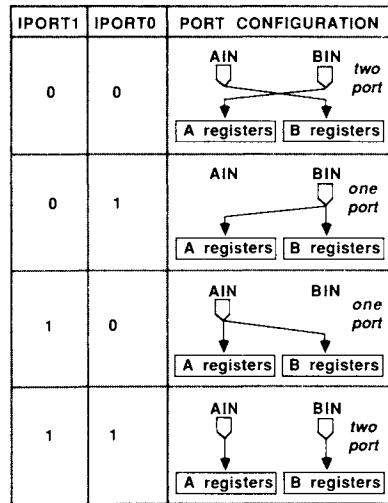 IPORT1 IPORT0 PORT CONFIGURATION
AIN BIN
two
0 0 port
A registers B registers
AIN BIN
one
0 1 port
A registers B registers
AIN BIN
one
1 0 port
A registers B registers
AIN BIN
two
1 1 port
A registers B registers